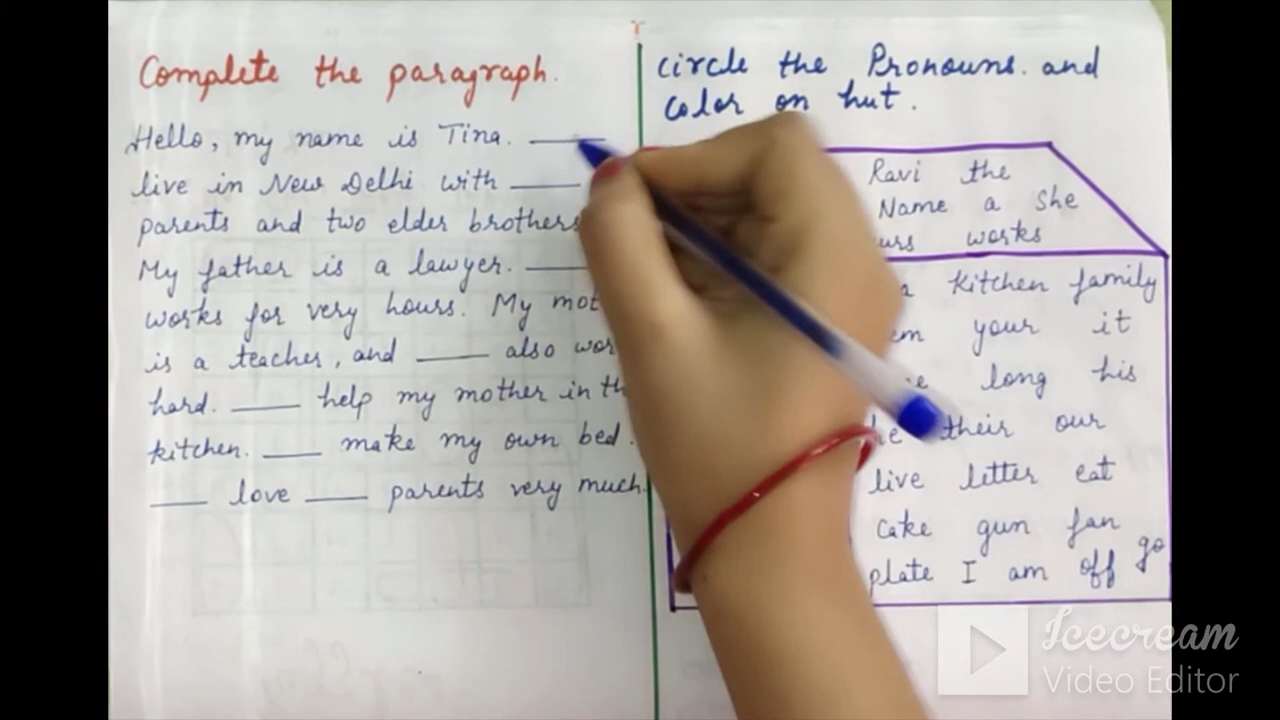 Complete the paragraph.
Hello, my name is Tina. ____
live in New Delhi with ____
parents and two elder brothers
My father is a lawyer. ____
works for very hours. My
is a teacher, and ____ also
hard. ____ help my mother in
kitchen. ____ make my own bed.
____ love ____ parents very much.
circle the Pronouns. and
color on hut.
Ravi the
Name a she
works
kitchen family
your it
long his
their our
live letter eat
cake gun fan
plate I am off go
Icecream
Video Editor